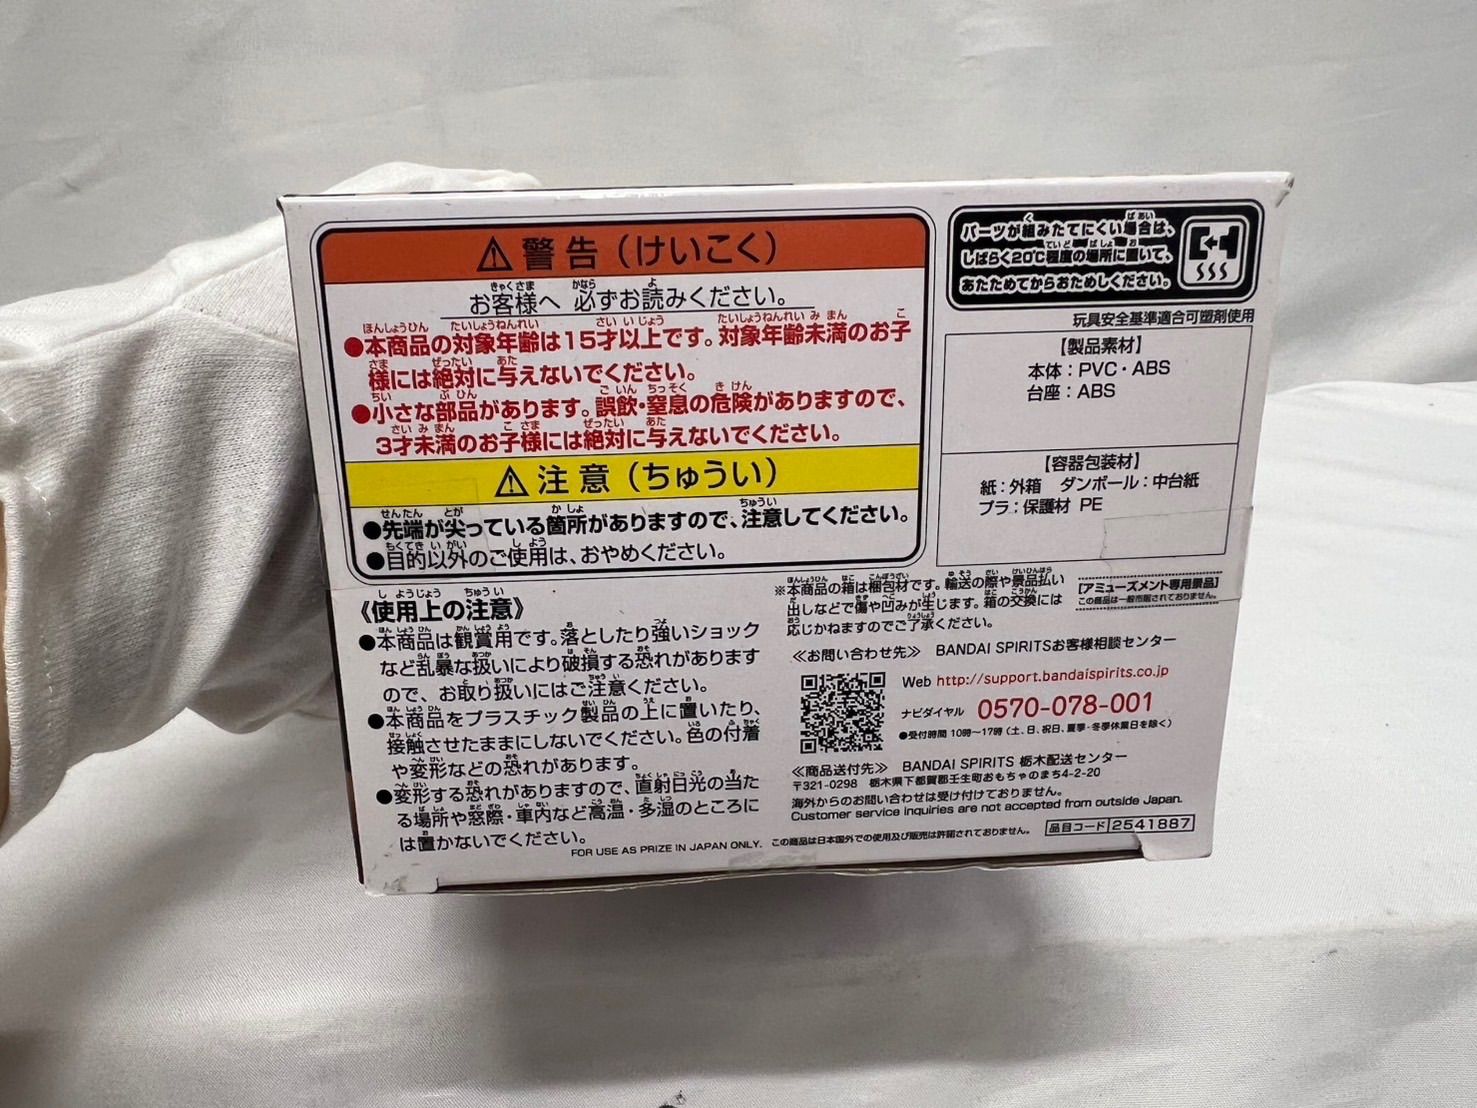 ⚠警告（けいこく）
お客様へ 必ずお読みください。
●本商品の対象年齢は15才以上です。対象年齢未満のお子
様には絶対に与えないでください。
●小さな部品があります。誤飲・窒息の危険がありますので、
3才未満のお子様には絶対に与えないでください。
⚠注意（ちゅうい）
●先端が尖っている箇所がありますので、注意してください。
●目的以外のご使用は、おやめください。
パーツが組みたてにくい場合は、
しばらく20℃程度の場所に置いて、
あたためてからおためしください。
玩具安全基準適合可塑剤使用
【製品素材】
本体：PVC・ABS
台座：ABS
【容器包装材】
紙：外箱 ダンボール：中台紙
プラ：保護材 PE
《使用上の注意》
●本商品は観賞用です。落としたり強いショック
など乱暴な扱いにより破損する恐れがあります
ので、お取り扱いにはご注意ください。
●本商品をプラスチック製品の上に置いたり、
接触させたままにしないでください。色の付着
や変形などの恐れがあります。
●変形する恐れがありますので、直射日光の当た
る場所や窓際・車内など高温・多湿のところに
は置かないでください。
※本商品の箱は梱包材です。輸送の際や景品払い
出しなどで傷や凹みが生じます。箱の交換には
応じかねますのでご了承ください。
［アミューズメント専用景品］
この商品は一般市販されておりません。
≪お問い合わせ先≫ BANDAI SPIRITSお客様相談センター
Web http://support.bandaispirits.co.jp
ナビダイヤル 0570-078-001
●受付時間 10時～17時（土、日、祝日、夏季・冬季休業日を除く）
≪商品送付先≫ BANDAI SPIRITS 栃木配送センター
〒321-0298 栃木県下都賀郡壬生町おもちゃのまち4-2-20
海外からのお問い合わせは受け付けておりません。
Customer service inquiries are not accepted from outside Japan.
FOR USE AS PRIZE IN JAPAN ONLY. この商品は日本国外での使用及び販売は許諾されておりません。
品目コード 2541887